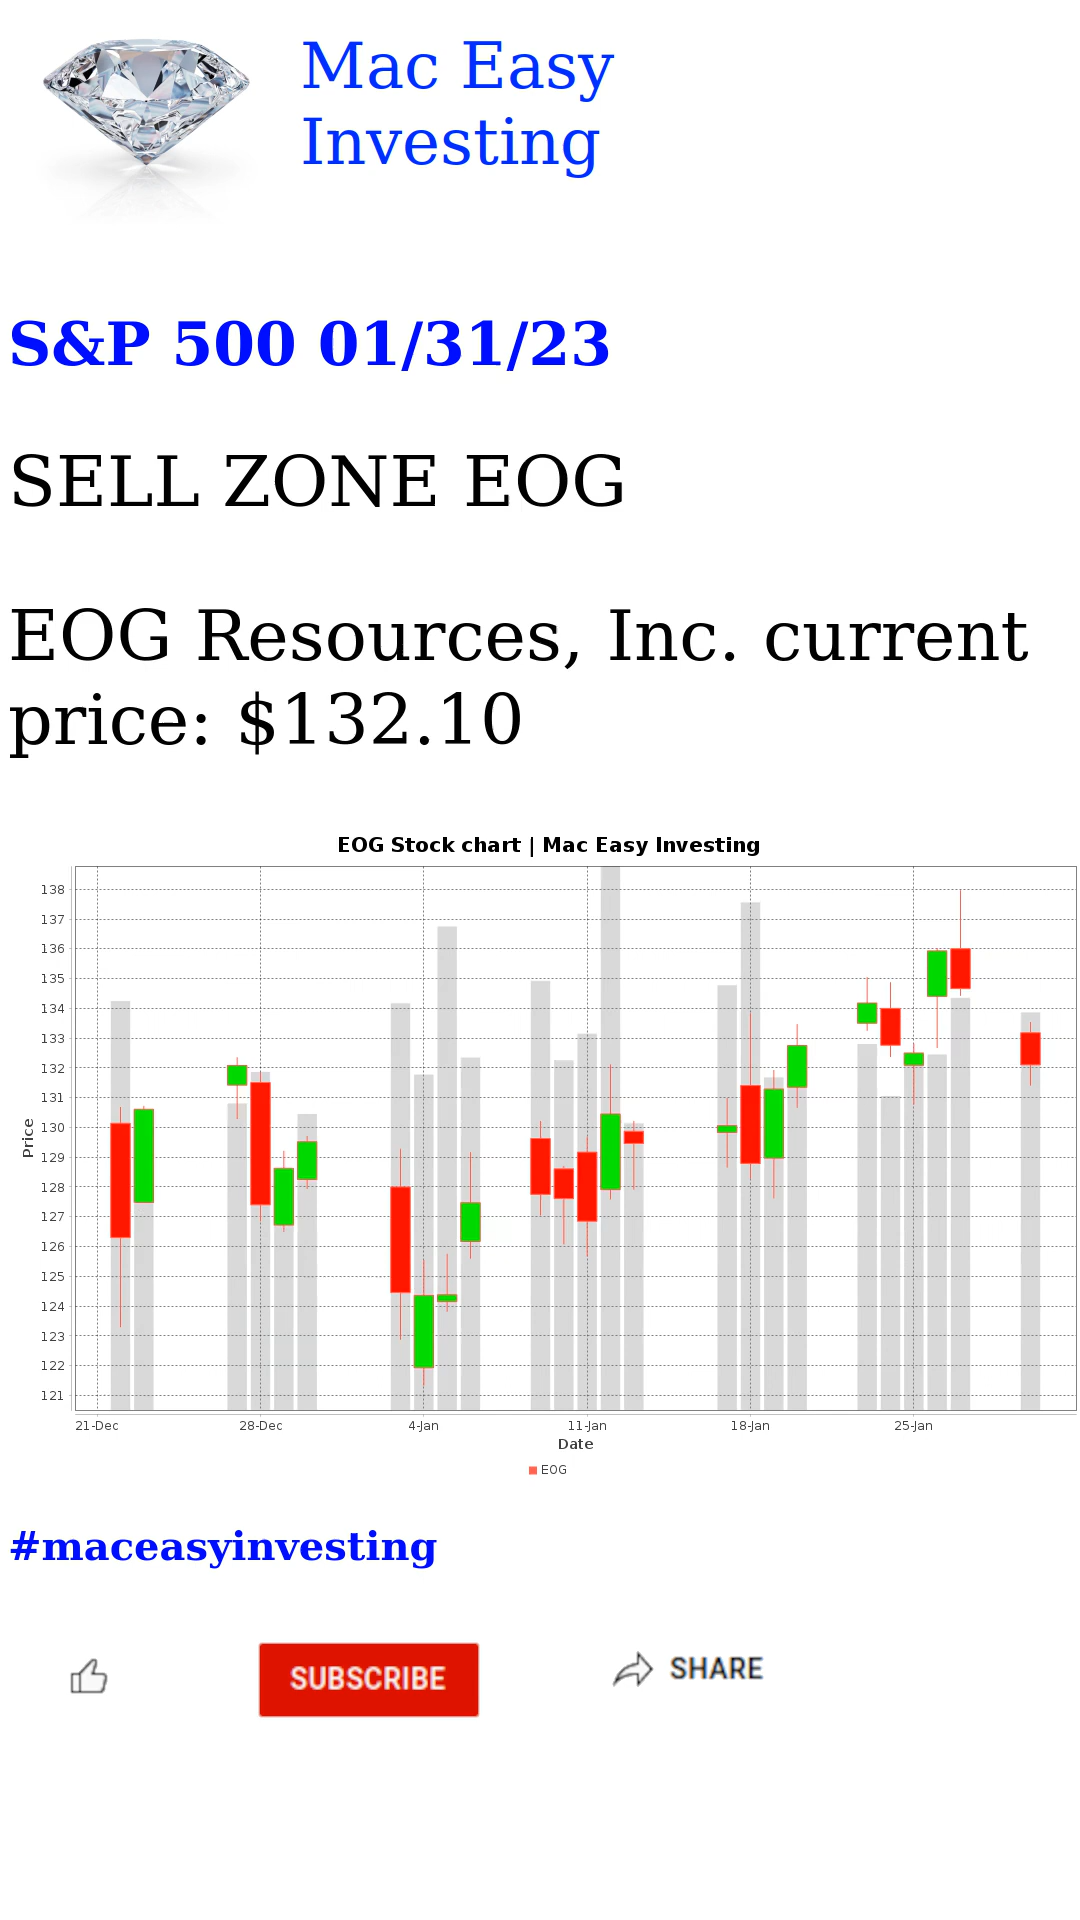 Mac Easy
Investing
S&P 500 01/31/23
SELL ZONE EOG
EOG Resources, Inc. current
price: $132.10
EOG Stock chart | Mac Easy Investing
138
137
136
135
134
133
132
131
130
129
128
127
126
125
124
123
122
121
Price
21-Dec 28-Dec 4-Jan 11-Jan 18-Jan 25-Jan
Date
EOG
#maceasyinvesting
SUBSCRIBE SHARE